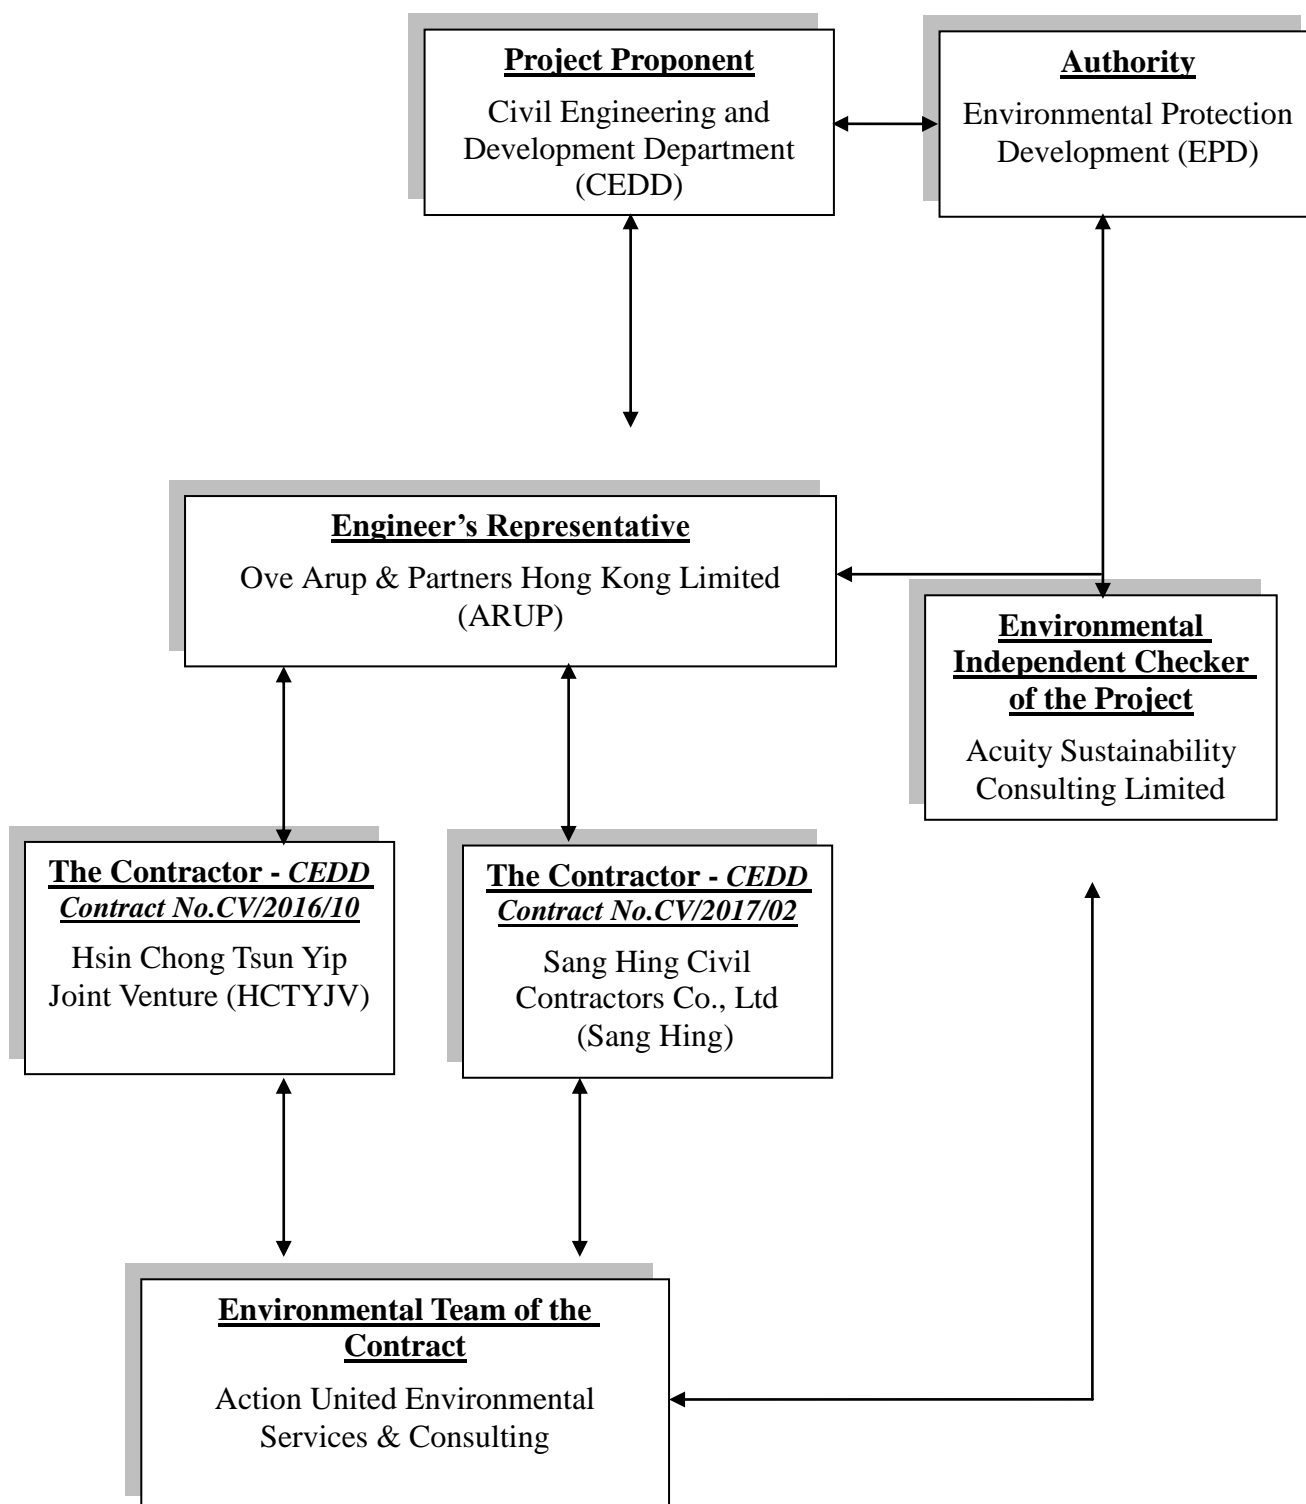 Project Proponent
Civil Engineering and
Development Department
(CEDD)
Authority
Environmental Protection
Development (EPD)
Engineer’s Representative
Ove Arup & Partners Hong Kong Limited
(ARUP)
Environmental
Independent Checker
of the Project
Acuity Sustainability
Consulting Limited
The Contractor - CEDD
Contract No.CV/2016/10
Hsin Chong Tsun Yip
Joint Venture (HCTYJV)
The Contractor - CEDD
Contract No.CV/2017/02
Sang Hing Civil
Contractors Co., Ltd
(Sang Hing)
Environmental Team of the
Contract
Action United Environmental
Services & Consulting